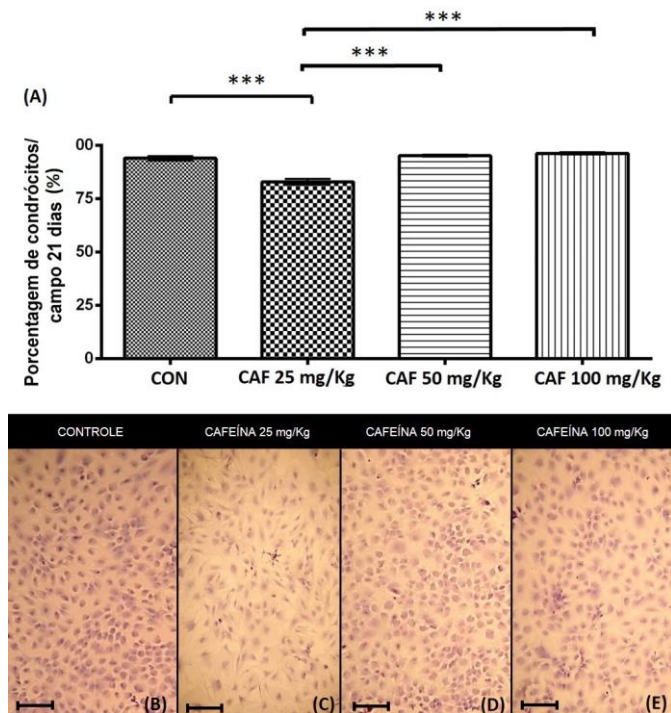 ***
***
***
(A)
Porcentagem de condrócitos/
campo 21 dias (%)
00
75
50
25
00
CON CAF 25 mg/Kg CAF 50 mg/Kg CAF 100 mg/Kg
CONTROLE CAFEÍNA 25 mg/Kg CAFEÍNA 50 mg/Kg CAFEÍNA 100 mg/Kg
(B) (C) (D) (E)